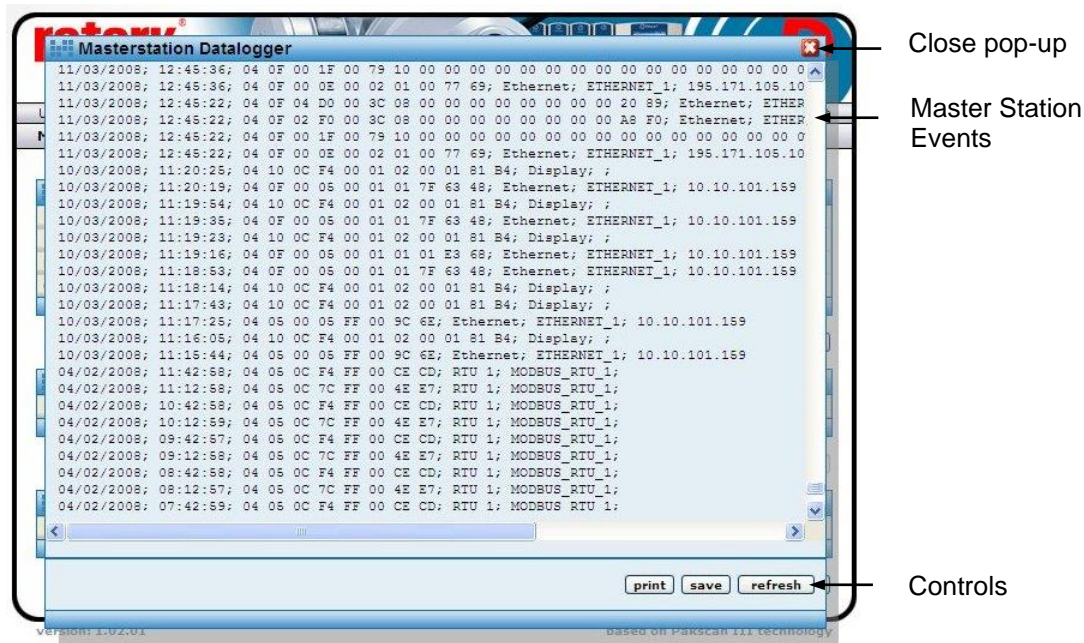 rotork®
Masterstation Datalogger
11/03/2008; 12:45:36; 04 0F 00 1F 00 79 10 00 00 00 00 00 00 00 00 00 00 00 00 00 00 00
11/03/2008; 12:45:36; 04 0F 00 0E 00 02 01 00 77 69; Ethernet; ETHERNET_1; 195.171.105.10
11/03/2008; 12:45:22; 04 0F 04 D0 00 3C 08 00 00 00 00 00 00 00 00 20 89; Ethernet; ETHER
11/03/2008; 12:45:22; 04 0F 02 F0 00 3C 08 00 00 00 00 00 00 00 00 A8 F0; Ethernet; ETHER
11/03/2008; 12:45:22; 04 0F 00 1F 00 79 10 00 00 00 00 00 00 00 00 00 00 00 00 00 00 00
11/03/2008; 12:45:22; 04 0F 00 0E 00 02 01 00 77 69; Ethernet; ETHERNET_1; 195.171.105.10
10/03/2008; 11:20:25; 04 10 0C F4 00 01 02 00 01 81 B4; Display; ;
10/03/2008; 11:20:19; 04 0F 00 05 00 01 01 7F 63 48; Ethernet; ETHERNET_1; 10.10.101.159
10/03/2008; 11:19:54; 04 10 0C F4 00 01 02 00 01 81 B4; Display; ;
10/03/2008; 11:19:35; 04 0F 00 05 00 01 01 7F 63 48; Ethernet; ETHERNET_1; 10.10.101.159
10/03/2008; 11:19:23; 04 10 0C F4 00 01 02 00 01 81 B4; Display; ;
10/03/2008; 11:19:16; 04 0F 00 05 00 01 01 01 E3 68; Ethernet; ETHERNET_1; 10.10.101.159
10/03/2008; 11:18:53; 04 0F 00 05 00 01 01 7F 63 48; Ethernet; ETHERNET_1; 10.10.101.159
10/03/2008; 11:18:14; 04 10 0C F4 00 01 02 00 01 81 B4; Display; ;
10/03/2008; 11:17:43; 04 10 0C F4 00 01 02 00 01 81 B4; Display; ;
10/03/2008; 11:17:25; 04 05 00 05 FF 00 9C 6E; Ethernet; ETHERNET_1; 10.10.101.159
10/03/2008; 11:16:05; 04 10 0C F4 00 01 02 00 01 81 B4; Display; ;
10/03/2008; 11:15:44; 04 05 00 05 FF 00 9C 6E; Ethernet; ETHERNET_1; 10.10.101.159
04/02/2008; 11:42:58; 04 05 0C F4 FF 00 CE CD; RTU 1; MODBUS_RTU_1;
04/02/2008; 11:12:58; 04 05 0C 7C FF 00 4E E7; RTU 1; MODBUS_RTU_1;
04/02/2008; 10:42:58; 04 05 0C F4 FF 00 CE CD; RTU 1; MODBUS_RTU_1;
04/02/2008; 10:12:59; 04 05 0C 7C FF 00 4E E7; RTU 1; MODBUS_RTU_1;
04/02/2008; 09:42:57; 04 05 0C F4 FF 00 CE CD; RTU 1; MODBUS_RTU_1;
04/02/2008; 09:12:58; 04 05 0C 7C FF 00 4E E7; RTU 1; MODBUS_RTU_1;
04/02/2008; 08:42:58; 04 05 0C F4 FF 00 CE CD; RTU 1; MODBUS_RTU_1;
04/02/2008; 08:12:57; 04 05 0C 7C FF 00 4E E7; RTU 1; MODBUS_RTU_1;
04/02/2008; 07:42:59; 04 05 0C F4 FF 00 CE CD; RTU 1; MODBUS_RTU_1;
print save refresh
version: 1.02.01
based on Pakscan III technology
Close pop-up
Master Station
Events
Controls